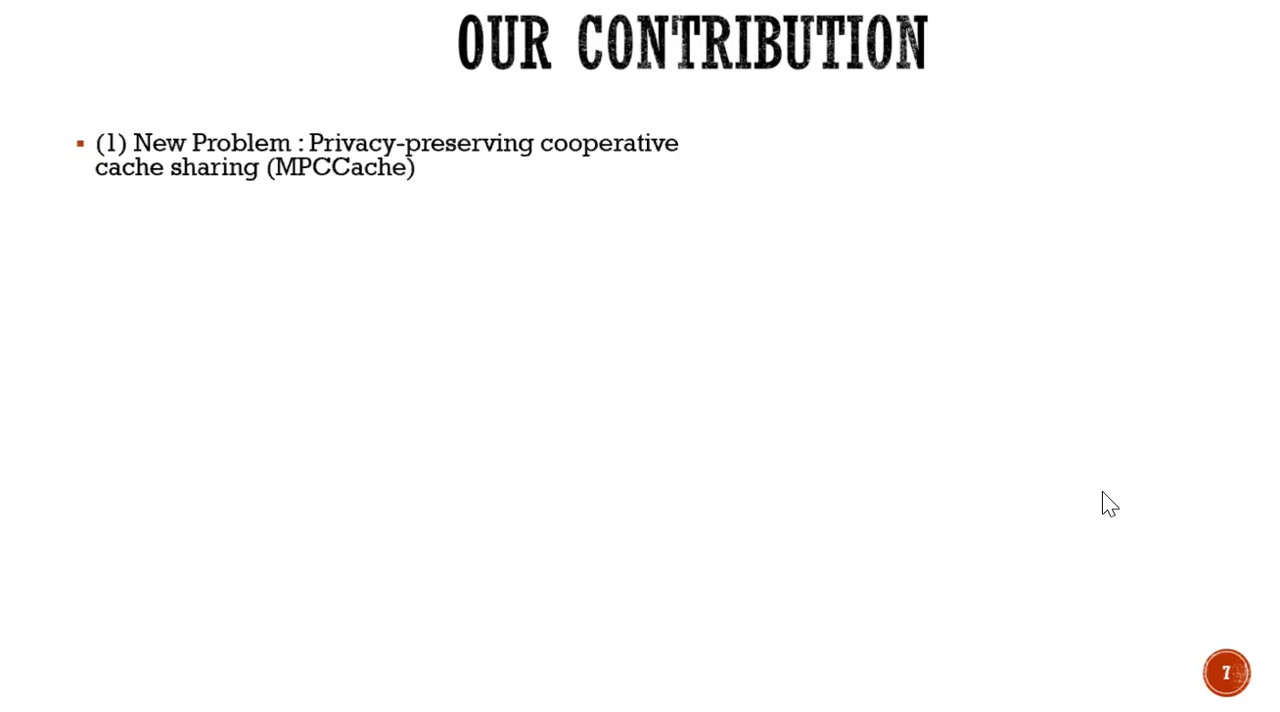 OUR CONTRIBUTION
▪ (1) New Problem : Privacy-preserving cooperative
cache sharing (MPCCache)
7